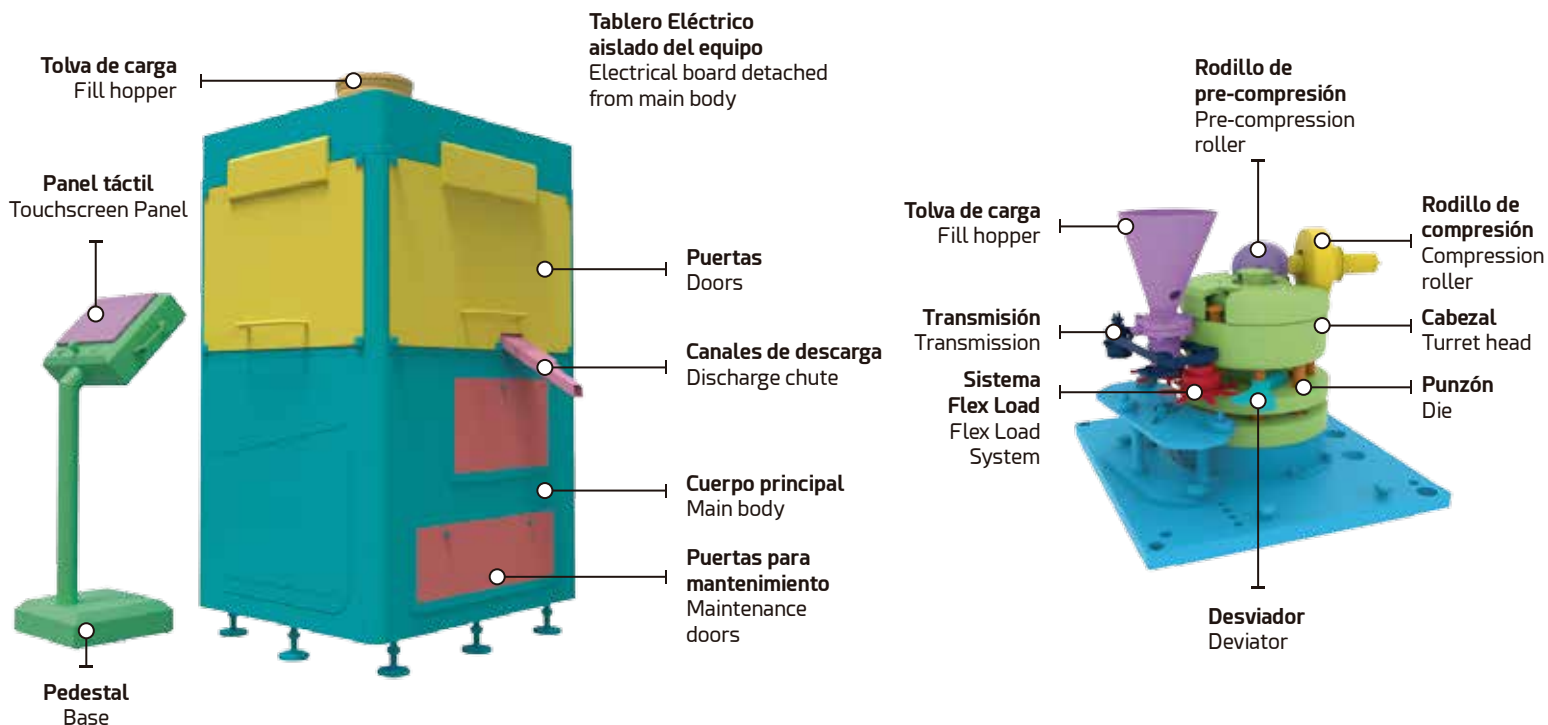 Tablero Eléctrico
aislado del equipo
Electrical board detached
from main body
Tolva de carga
Fill hopper
Panel táctil
Touchscreen Panel
Puertas
Doors
Canales de descarga
Discharge chute
Cuerpo principal
Main body
Puertas para
mantenimiento
Maintenance
doors
Pedestal
Base
Rodillo de
pre-compresión
Pre-compression
roller
Tolva de carga
Fill hopper
Rodillo de
compresión
Compression
roller
Transmisión
Transmission
Cabezal
Turret head
Sistema
Flex Load
Flex Load
System
Punzón
Die
Desviador
Deviator